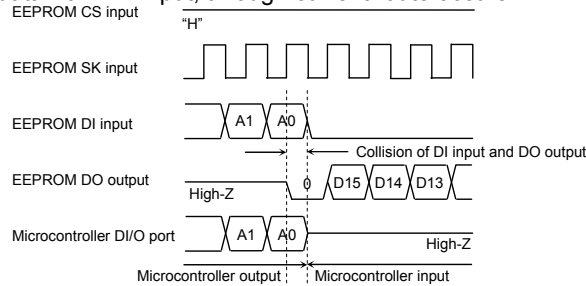 EEPROM CS input
"H"
EEPROM SK input
EEPROM DI input
A1 A0
Collision of DI input and DO output
EEPROM DO output
High-Z
0 D15 D14 D13
Microcontroller DI/O port
A1 A0
High-Z
Microcontroller output Microcontroller input